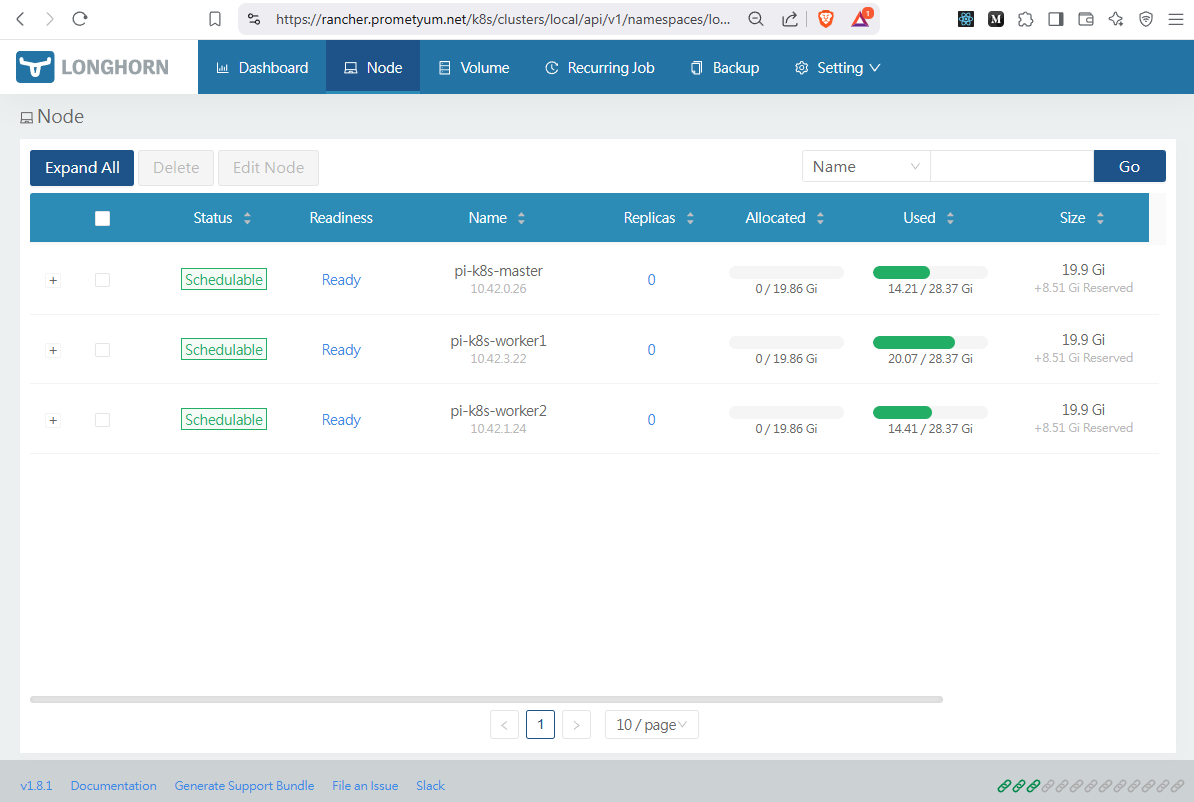 https://rancher.prometyum.net/k8s/clusters/local/api/v1/namespaces/lo...
1
M
LONGHORN
Dashboard
Node
Volume
Recurring Job
Backup
Setting
Node
Expand All
Delete
Edit Node
Name
Go
Status Readiness Name Replicas Allocated Used Size
+ Schedulable Ready pi-k8s-master 0 19.9 Gi
10.42.0.26 0 / 19.86 Gi 14.21 / 28.37 Gi +8.51 Gi Reserved
+ Schedulable Ready pi-k8s-worker1 0 19.9 Gi
10.42.3.22 0 / 19.86 Gi 20.07 / 28.37 Gi +8.51 Gi Reserved
+ Schedulable Ready pi-k8s-worker2 0 19.9 Gi
10.42.1.24 0 / 19.86 Gi 14.41 / 28.37 Gi +8.51 Gi Reserved
< 1 > 10 / page
v1.8.1 Documentation Generate Support Bundle File an Issue Slack